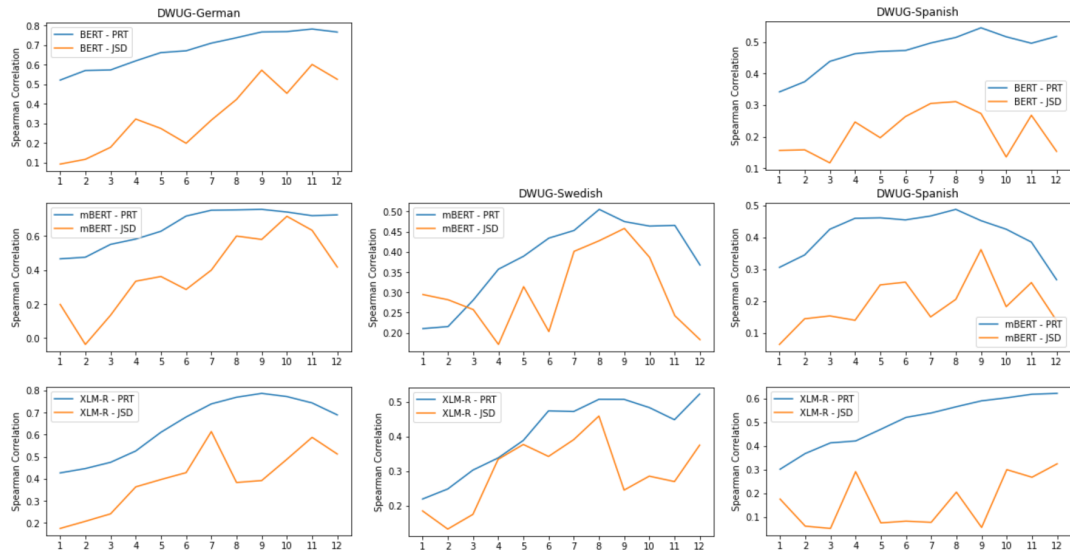 DWUG-German
Spearman Correlation
0.8
0.7
0.6
0.5
0.4
0.3
0.2
0.1
BERT - PRT
BERT - JSD
1 2 3 4 5 6 7 8 9 10 11 12
DWUG-Spanish
Spearman Correlation
0.5
0.4
0.3
0.2
0.1
BERT - PRT
BERT - JSD
1 2 3 4 5 6 7 8 9 10 11 12
Spearman Correlation
0.6
0.4
0.2
0.0
mBERT - PRT
mBERT - JSD
1 2 3 4 5 6 7 8 9 10 11 12
DWUG-Swedish
Spearman Correlation
0.50
0.45
0.40
0.35
0.30
0.25
0.20
mBERT - PRT
mBERT - JSD
1 2 3 4 5 6 7 8 9 10 11 12
DWUG-Spanish
Spearman Correlation
0.5
0.4
0.3
0.2
0.1
mBERT - PRT
mBERT - JSD
1 2 3 4 5 6 7 8 9 10 11 12
Spearman Correlation
0.8
0.7
0.6
0.5
0.4
0.3
0.2
XLM-R - PRT
XLM-R - JSD
1 2 3 4 5 6 7 8 9 10 11 12
Spearman Correlation
0.5
0.4
0.3
0.2
XLM-R - PRT
XLM-R - JSD
1 2 3 4 5 6 7 8 9 10 11 12
Spearman Correlation
0.6
0.5
0.4
0.3
0.2
0.1
XLM-R - PRT
XLM-R - JSD
1 2 3 4 5 6 7 8 9 10 11 12